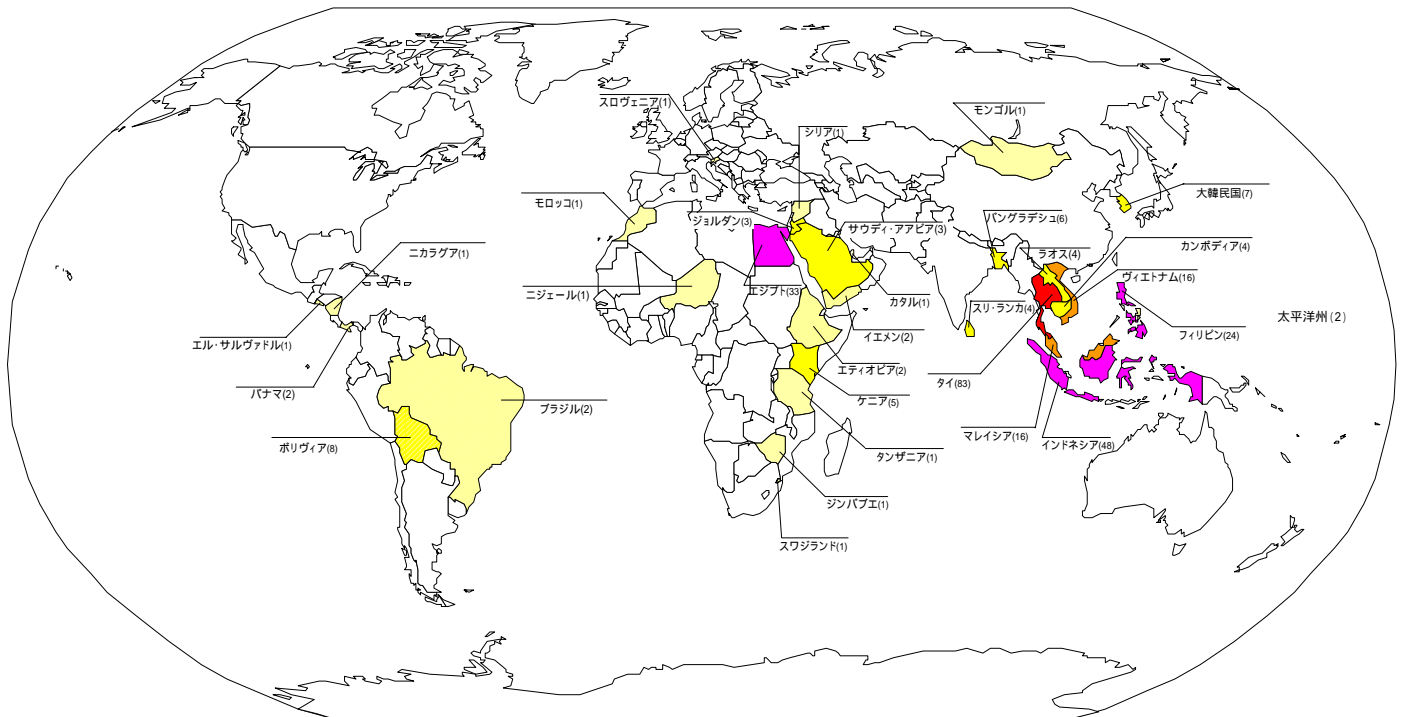 スロヴェニア(1)
モンゴル(1)
シリア(1)
大韓民国(7)
モロッコ(1)
ジョルダン(3)
サウディ・アアビア(3)
バングラデシュ(6)
ラオス(4)
カンボディア(4)
ニカラグア(1)
ヴィエトナム(16)
ニジェール(1)
エジプト(33)
カタル(1)
スリ・ランカ(4)
太平洋州(2)
イエメン(2)
フィリピン(24)
エル・サルヴァドル(1)
エティオピア(2)
タイ(83)
パナマ(2)
ブラジル(2)
ケニア(5)
マレイシア(16)
インドネシア(48)
ボリヴィア(8)
タンザニア(1)
ジンバブエ(1)
スワジランド(1)